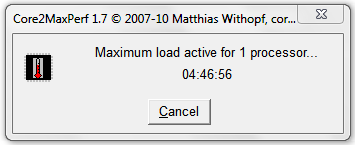 Core2MaxPerf 1.7 © 2007-10 Matthias Withopf, cor...
Maximum load active for 1 processor...
04:46:56
Cancel